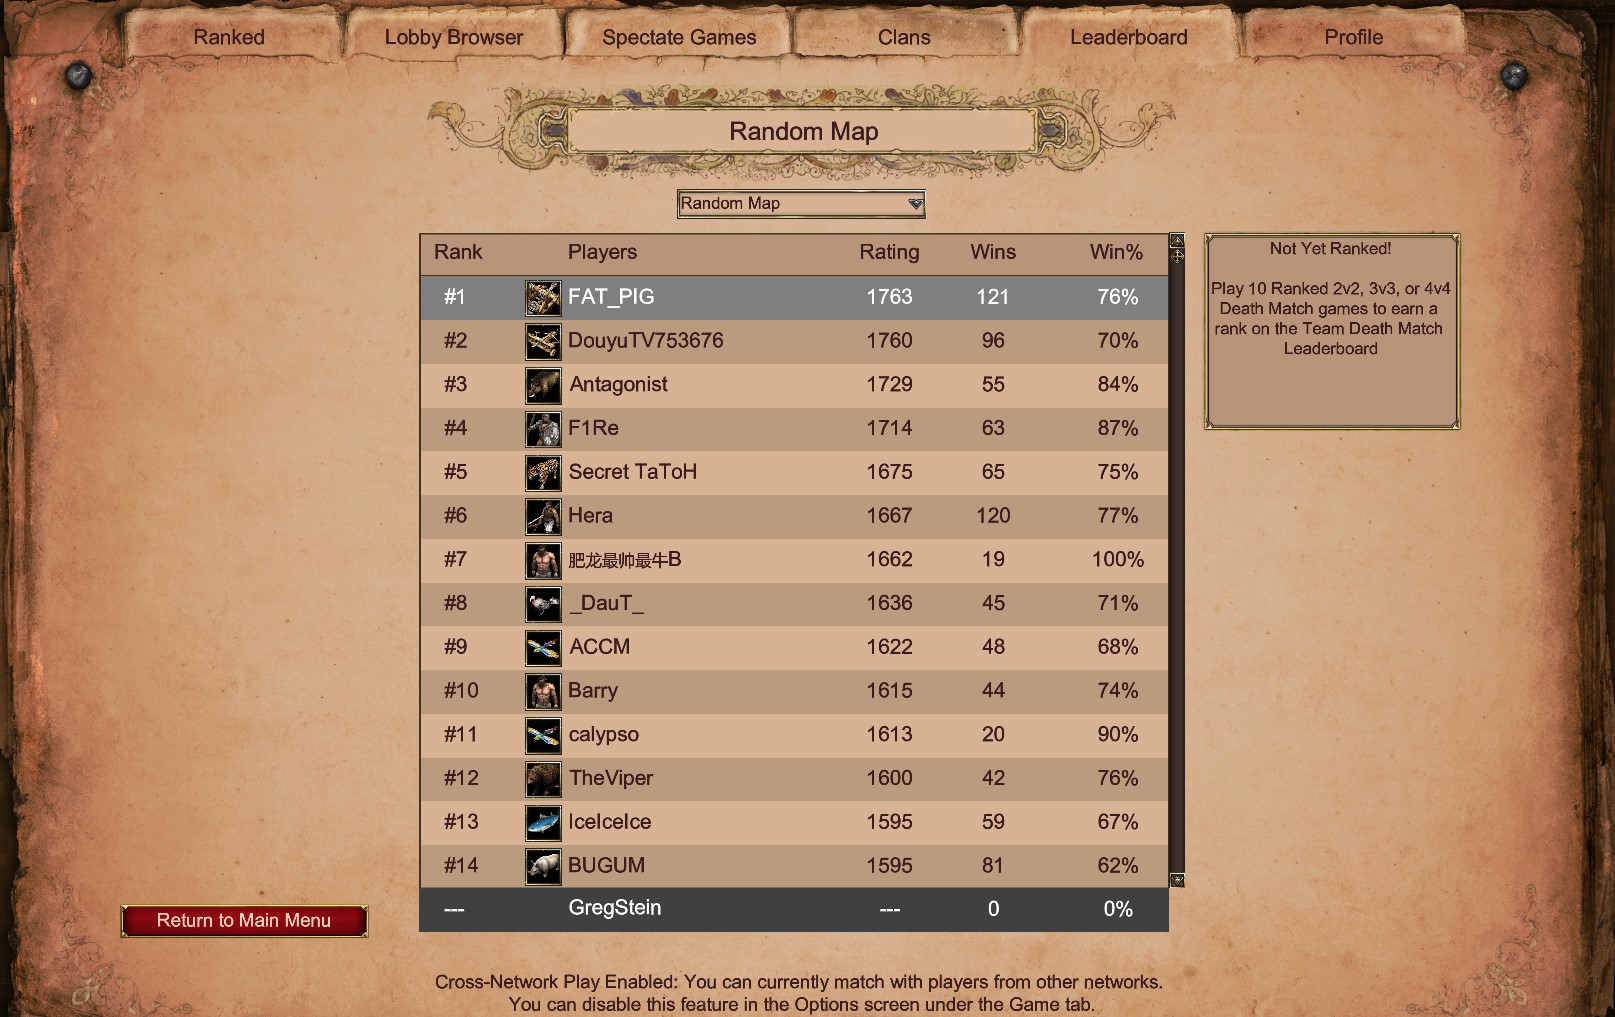 Ranked Lobby Browser Spectate Games Clans Leaderboard Profile
Random Map
Random Map
Rank Players Rating Wins Win%
#1 FAT_PIG 1763 121 76%
#2 DouyuTV753676 1760 96 70%
#3 Antagonist 1729 55 84%
#4 F1Re 1714 63 87%
#5 Secret TaToH 1675 65 75%
#6 Hera 1667 120 77%
#7 肥龙最帅最牛B 1662 19 100%
#8 _DauT_ 1636 45 71%
#9 ACCM 1622 48 68%
#10 Barry 1615 44 74%
#11 calypso 1613 20 90%
#12 TheViper 1600 42 76%
#13 IceIceIce 1595 59 67%
#14 BUGUM 1595 81 62%
--- GregStein --- 0 0%
Not Yet Ranked!
Play 10 Ranked 2v2, 3v3, or 4v4
Death Match games to earn a
rank on the Team Death Match
Leaderboard
Return to Main Menu
Cross-Network Play Enabled: You can currently match with players from other networks.
You can disable this feature in the Options screen under the Game tab.